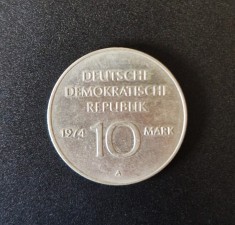 DEUTSCHE
DEMOKRATISCHE
REPUBLIK
1974 10 MARK
A